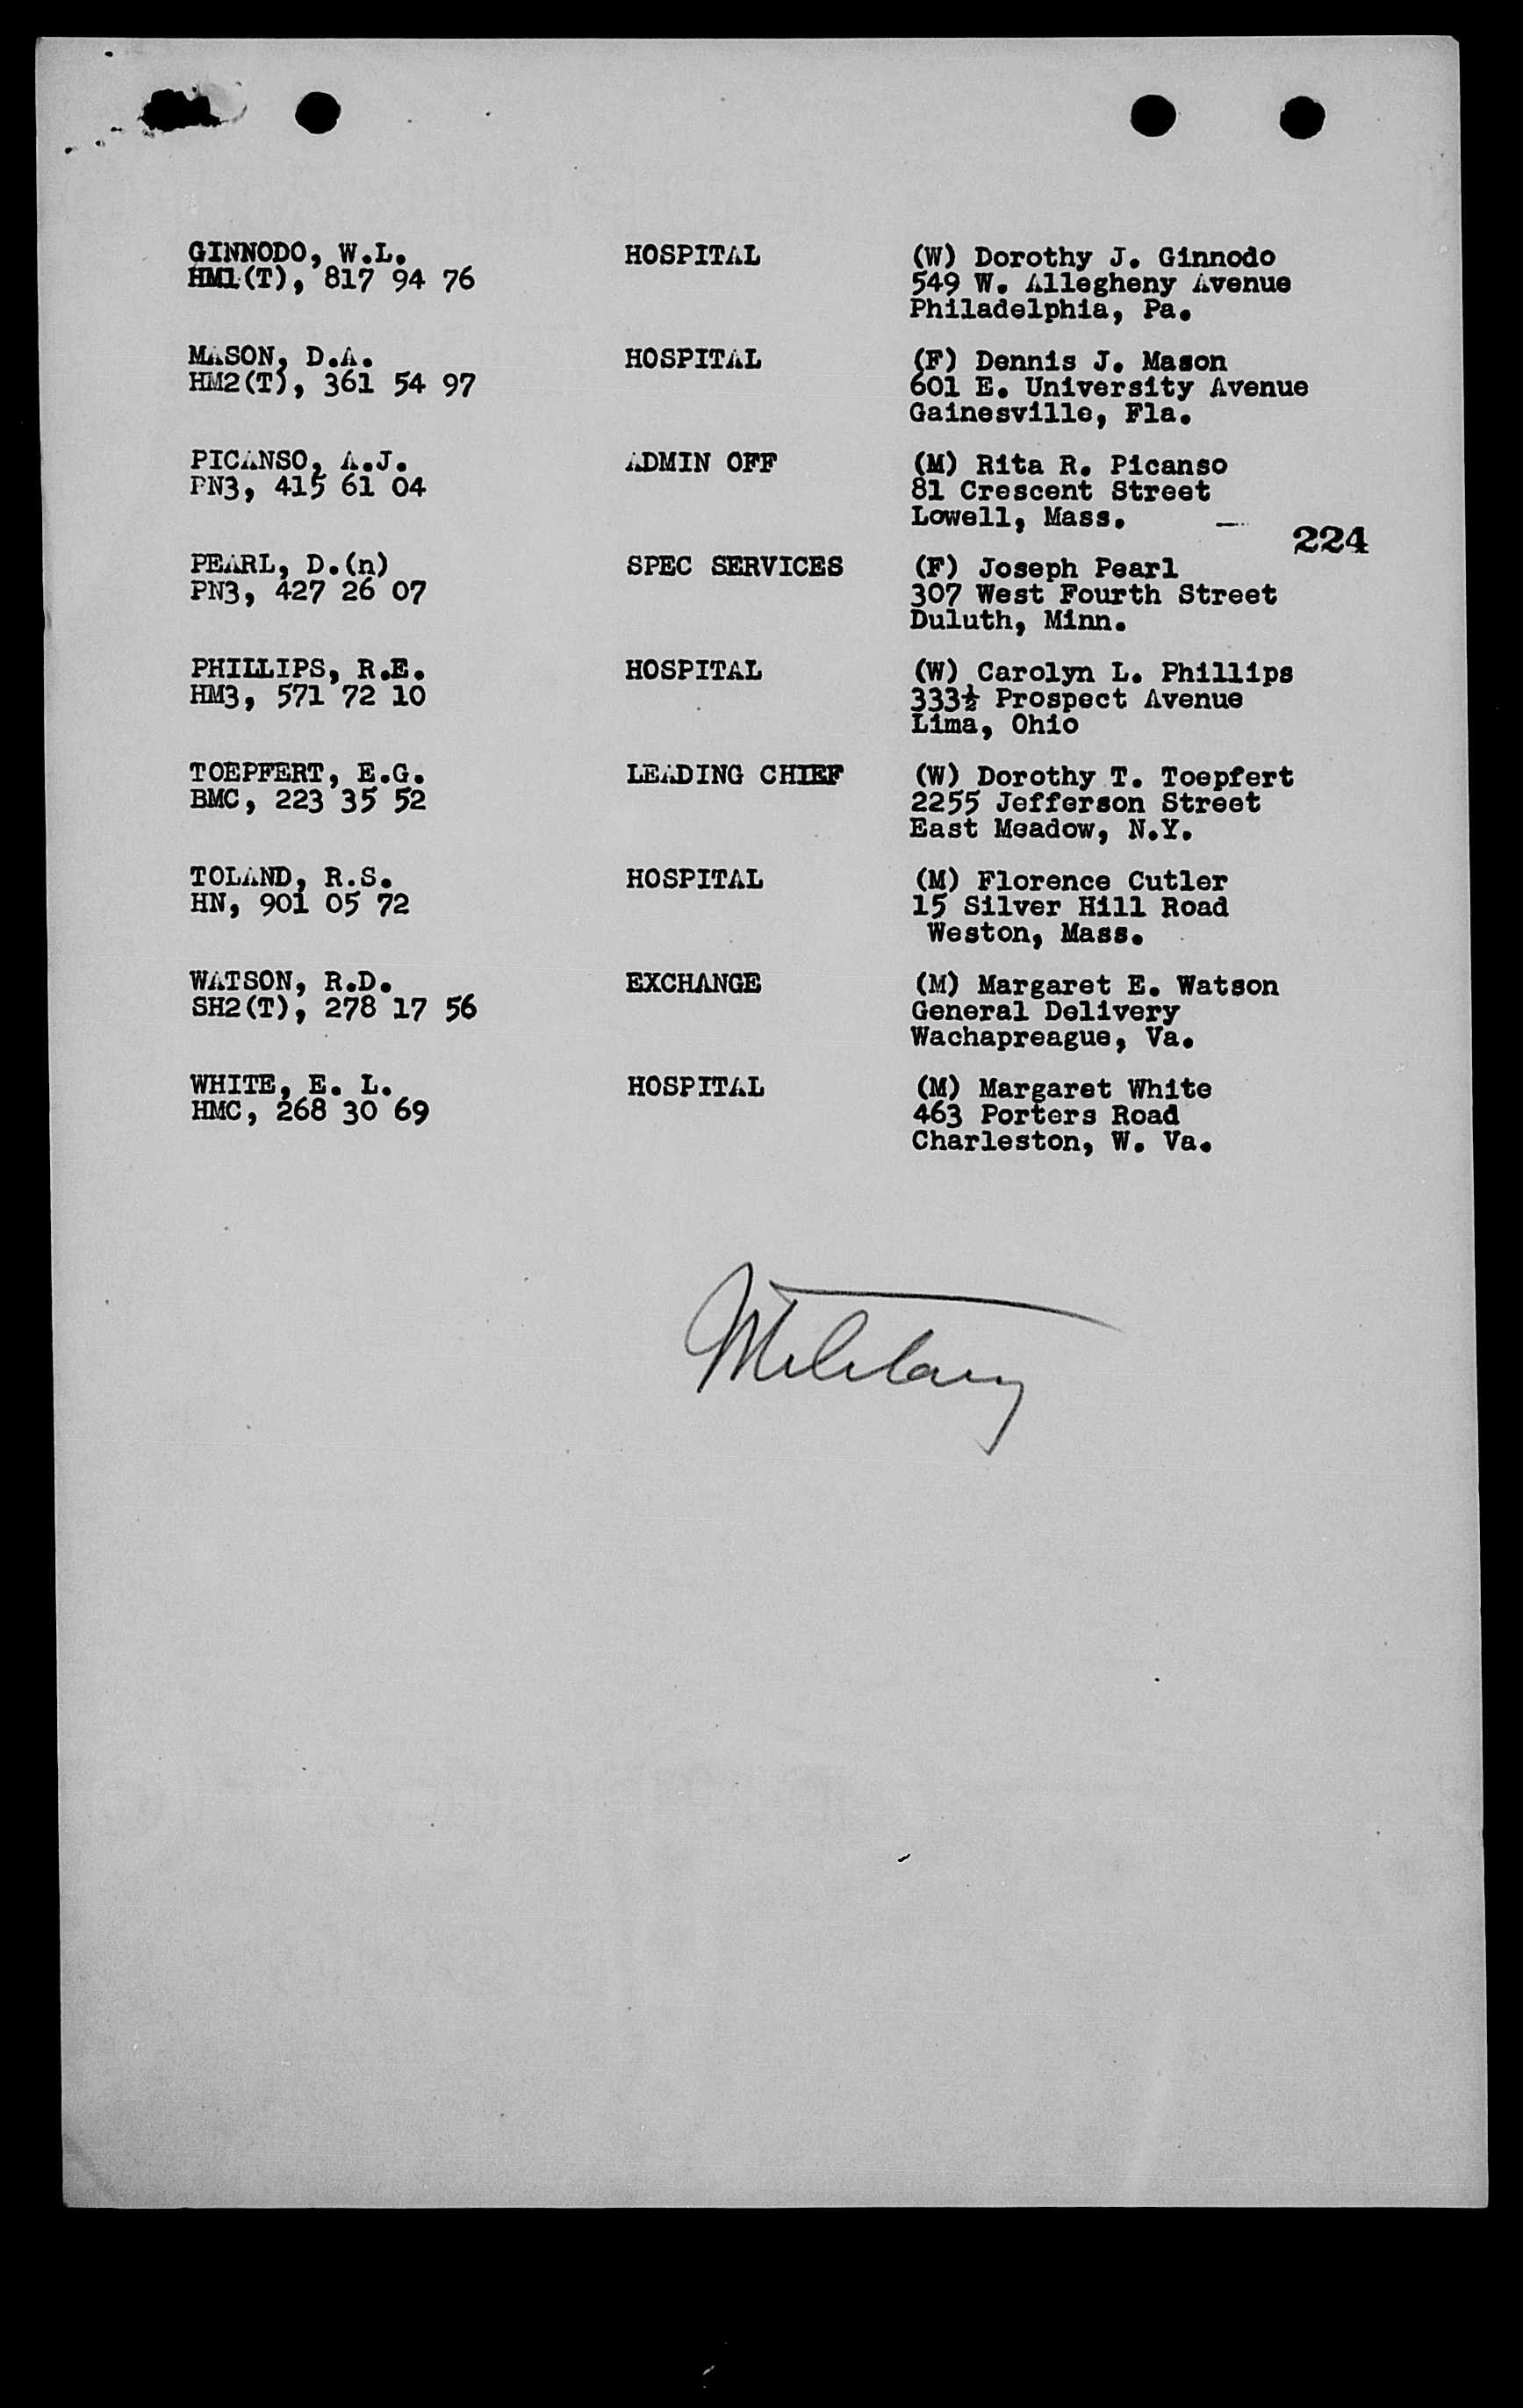 GINNODO, W.L. HOSPITAL (W) Dorothy J. Ginnodo
HM1(T), 817 94 76 549 W. Allegheny Avenue
Philadelphia, Pa.
MASON, D.A. HOSPITAL (F) Dennis J. Mason
HM2(T), 361 54 97 601 E. University Avenue
Gainesville, Fla.
PICANSO, A.J. ADMIN OFF (M) Rita R. Picanso
PN3, 415 61 04 81 Crescent Street
Lowell, Mass.
224
PEARL, D.(n) SPEC SERVICES (F) Joseph Pearl
PN3, 427 26 07 307 West Fourth Street
Duluth, Minn.
PHILLIPS, R.E. HOSPITAL (W) Carolyn L. Phillips
HM3, 571 72 10 333½ Prospect Avenue
Lima, Ohio
TOEPFERT, E.G. LEADING CHIEF (W) Dorothy T. Toepfert
BMC, 223 35 52 2255 Jefferson Street
East Meadow, N.Y.
TOLAND, R.S. HOSPITAL (M) Florence Cutler
HN, 901 05 72 15 Silver Hill Road
Weston, Mass.
WATSON, R.D. EXCHANGE (M) Margaret E. Watson
SH2(T), 278 17 56 General Delivery
Wachapreague, Va.
WHITE, E. L. HOSPITAL (M) Margaret White
HMC, 268 30 69 463 Porters Road
Charleston, W. Va.
Military